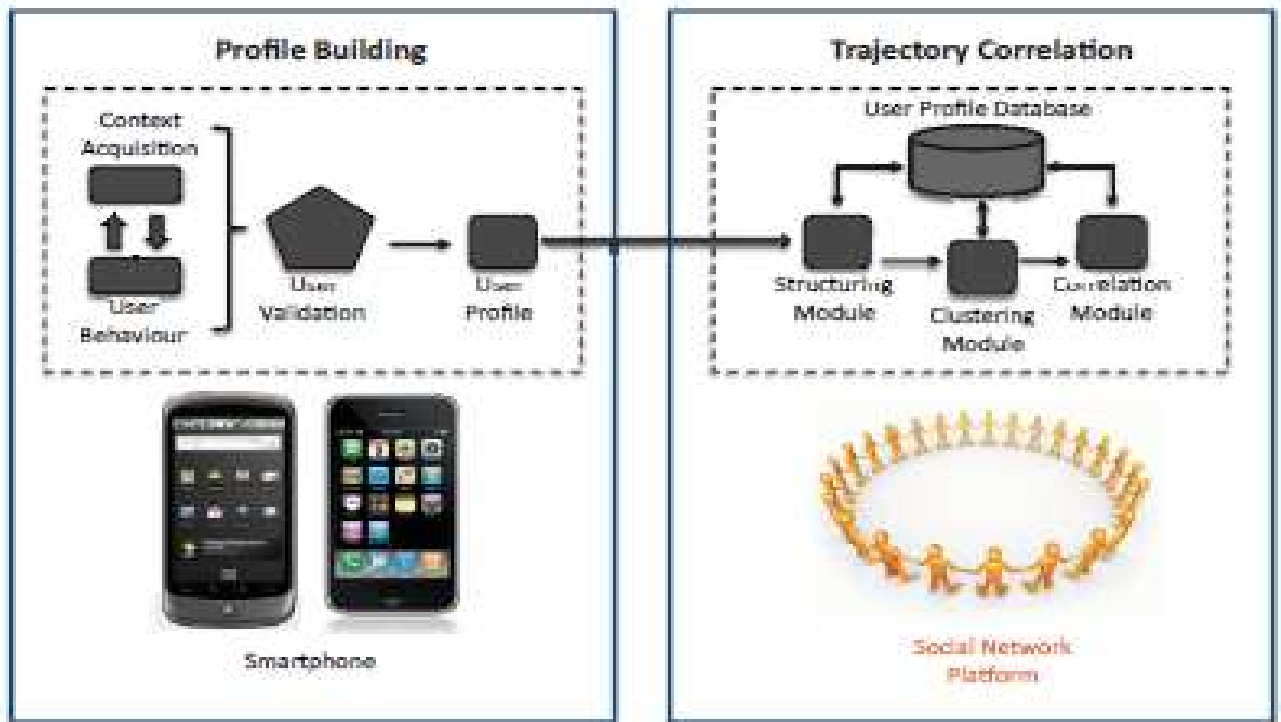 Profile Building
Context
Acquisition
User
Behaviour
User
Validation
User
Profile
Smartphone
Trajectory Correlation
User Profile Database
Structuring
Module
Clustering
Module
Correlation
Module
Social Network
Platform